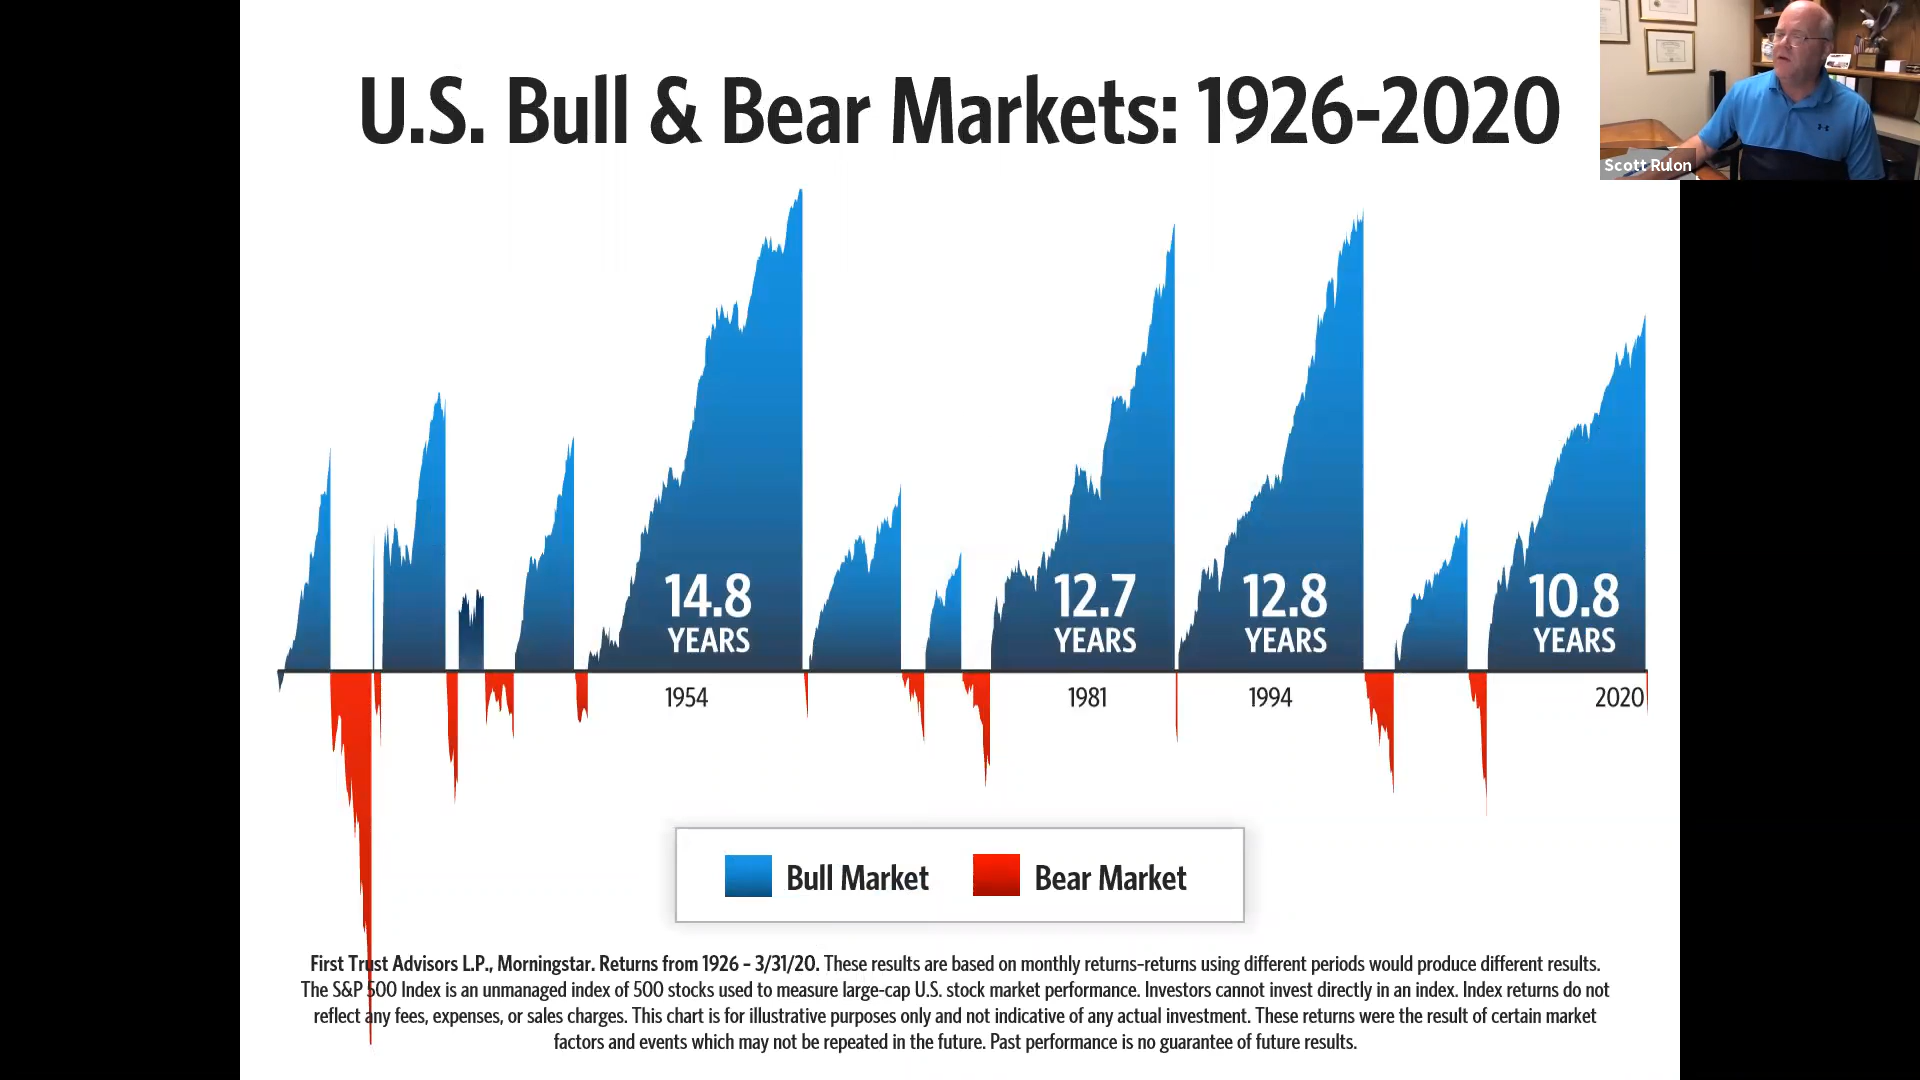 U.S. Bull & Bear Markets: 1926-2020
Scott Rulon
14.8
YEARS
12.7
YEARS
12.8
YEARS
10.8
YEARS
1954
1981
1994
2020
Bull Market
Bear Market
First Trust Advisors L.P., Morningstar. Returns from 1926 – 3/31/20. These results are based on monthly returns–returns using different periods would produce different results.
The S&P 500 Index is an unmanaged index of 500 stocks used to measure large-cap U.S. stock market performance. Investors cannot invest directly in an index. Index returns do not
reflect any fees, expenses, or sales charges. This chart is for illustrative purposes only and not indicative of any actual investment. These returns were the result of certain market
factors and events which may not be repeated in the future. Past performance is no guarantee of future results.